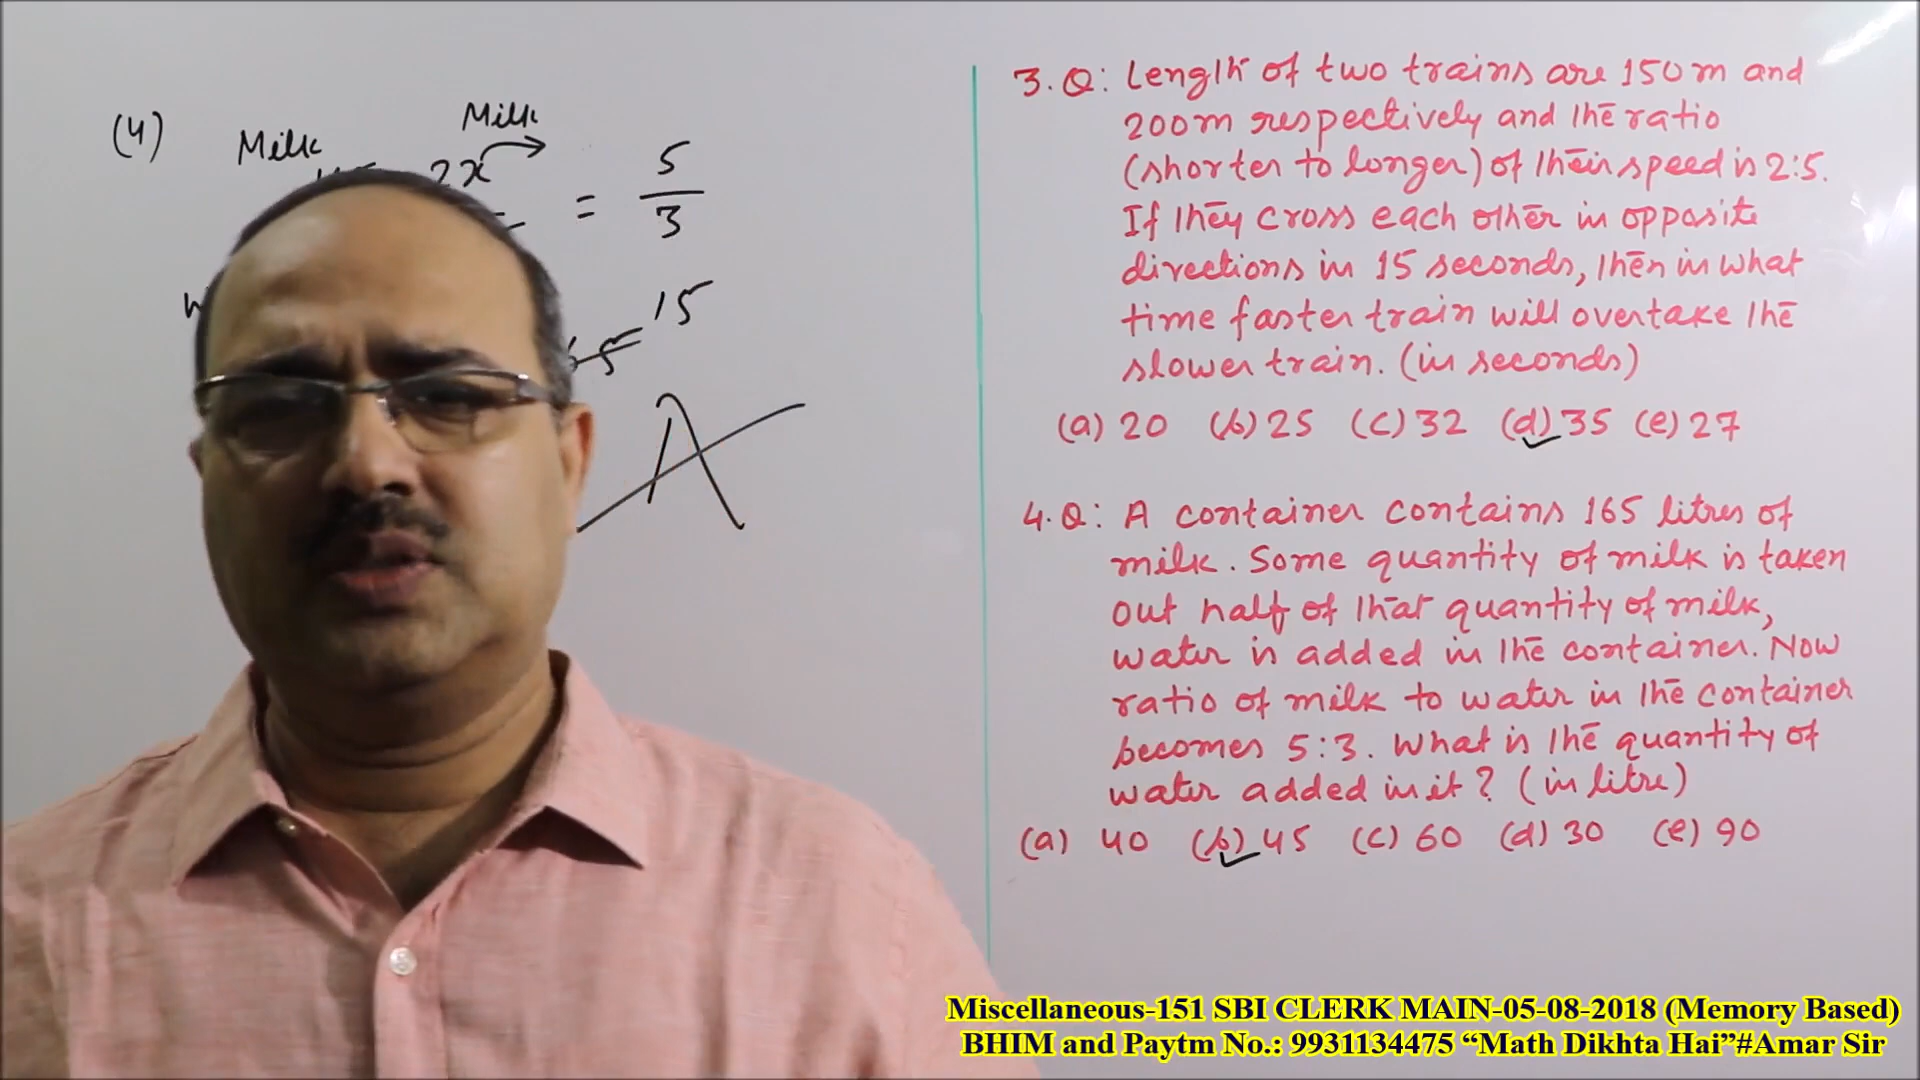 (4)
Milk
Milk
2x
= 5
3
15
A
3. Q: Length of two trains are 150m and
200m respectively and the ratio
(shorter to longer) of their speed is 2:5.
If they cross each other in opposite
directions in 15 seconds, then in what
time faster train will overtake the
slower train. (in seconds)
(a) 20 (b) 25 (c) 32 (d) 35 (e) 27
4. Q: A container contains 165 litres of
milk. Some quantity of milk is taken
out half of that quantity of milk,
water is added in the container. Now
ratio of milk to water in the container
becomes 5:3. What is the quantity of
water added in it? (in litre)
(a) 40 (b) 45 (c) 60 (d) 30 (e) 90
Miscellaneous-151 SBI CLERK MAIN-05-08-2018 (Memory Based)
BHIM and Paytm No.: 9931134475 “Math Dikhta Hai”#Amar Sir